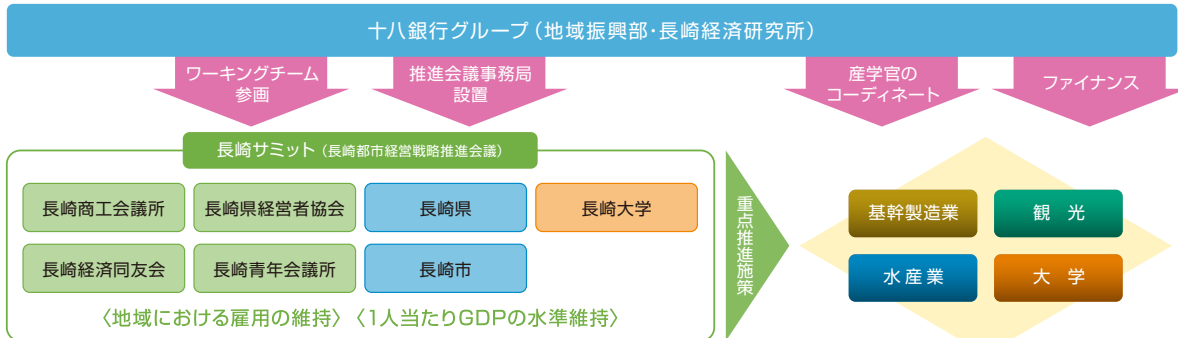 十八銀行グループ（地域振興部・長崎経済研究所）
ワーキングチーム
参画
推進会議事務局
設置
産学官の
コーディネート
ファイナンス
長崎サミット（長崎都市経営戦略推進会議）
長崎商工会議所
長崎県経営者協会
長崎県
長崎大学
長崎経済同友会
長崎青年会議所
長崎市
〈地域における雇用の維持〉〈1人当たりGDPの水準維持〉
重点推進施策
基幹製造業
観 光
水産業
大 学